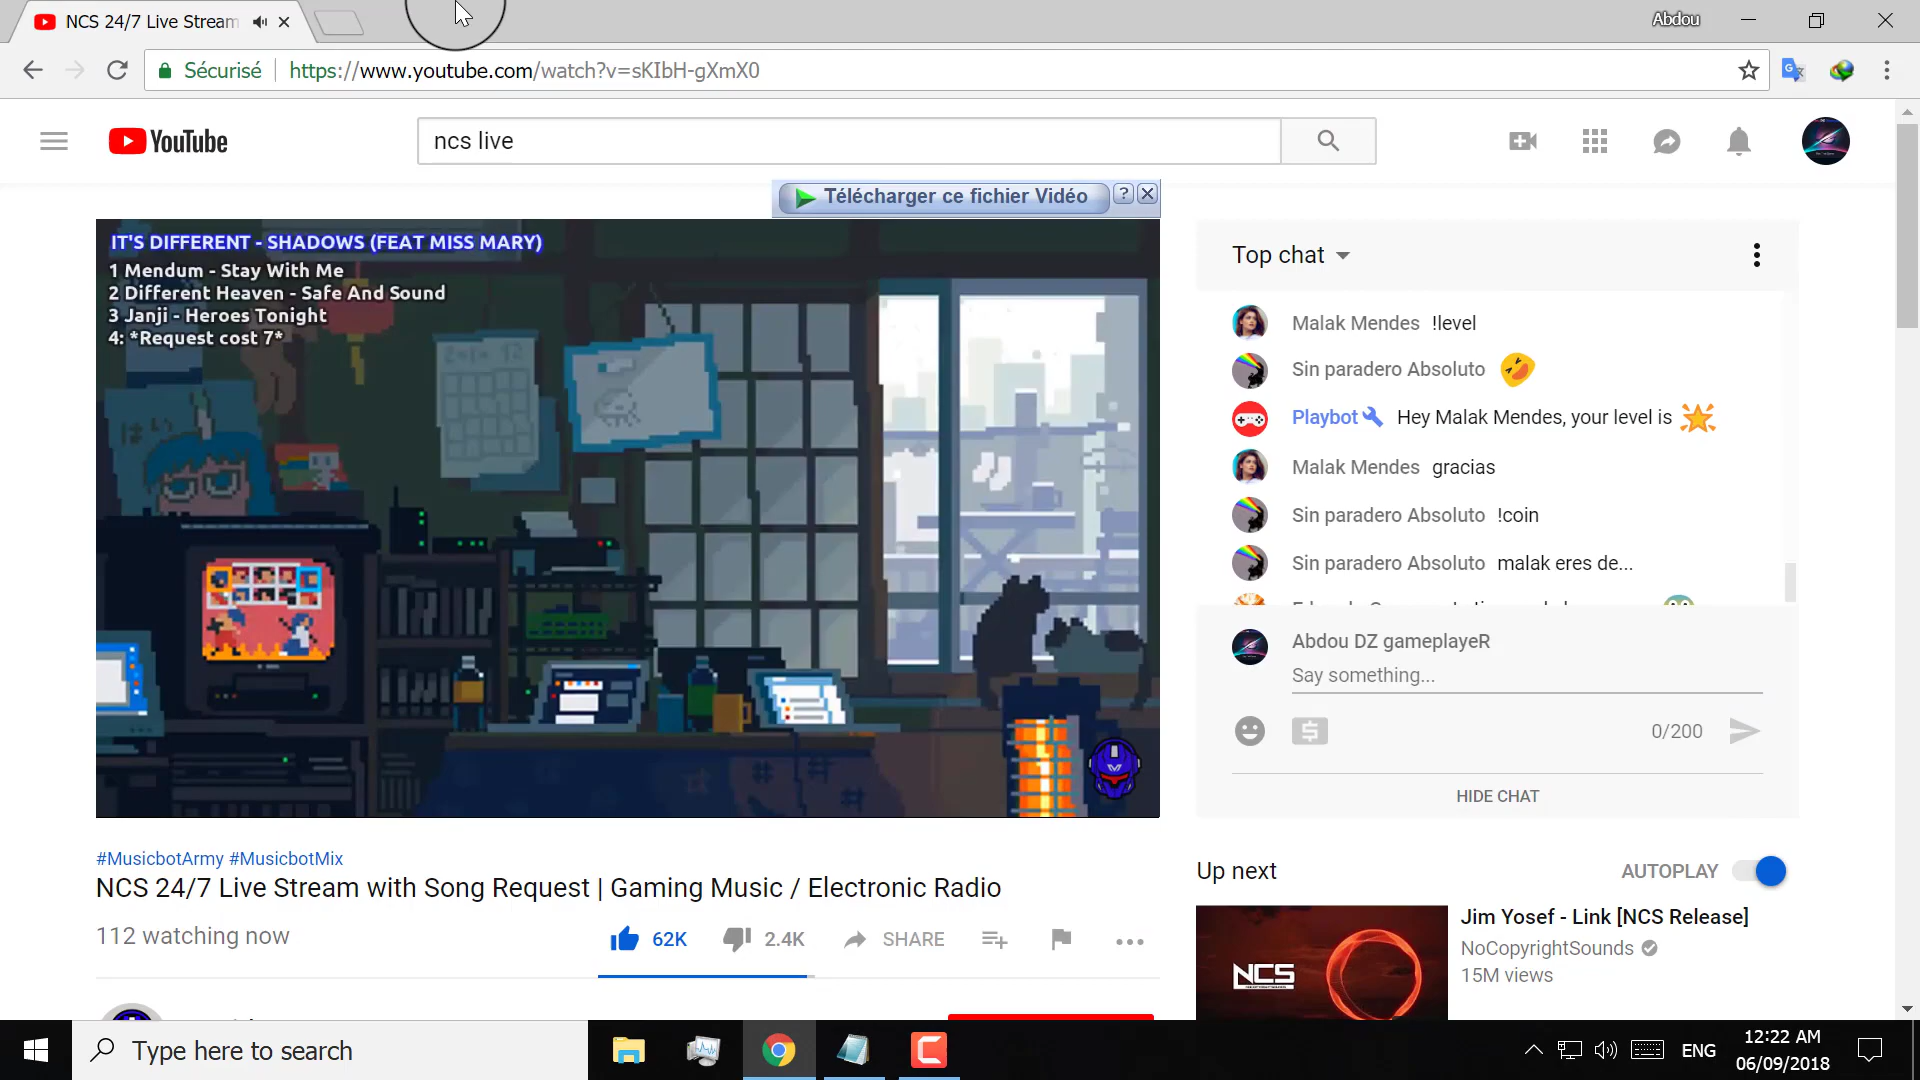 NCS 24/7 Live Stream
Abdou
Sécurisé
https://www.youtube.com/watch?v=sKIbH-gXmX0
YouTube
ncs live
Télécharger ce fichier Vidéo
?
IT'S DIFFERENT - SHADOWS (FEAT MISS MARY)
1 Mendum - Stay With Me
2 Different Heaven - Safe And Sound
3 Janji - Heroes Tonight
4: *Request cost 7*
Top chat
Malak Mendes !level
Sin paradero Absoluto
Playbot Hey Malak Mendes, your level is
Malak Mendes gracias
Sin paradero Absoluto !coin
Sin paradero Absoluto malak eres de...
Abdou DZ gameplayeR
Say something...
0/200
HIDE CHAT
#MusicbotArmy #MusicbotMix
NCS 24/7 Live Stream with Song Request | Gaming Music / Electronic Radio
112 watching now
62K
2.4K
SHARE
Up next
AUTOPLAY
NCS
Jim Yosef - Link [NCS Release]
NoCopyrightSounds
15M views
Type here to search
ENG
12:22 AM
06/09/2018